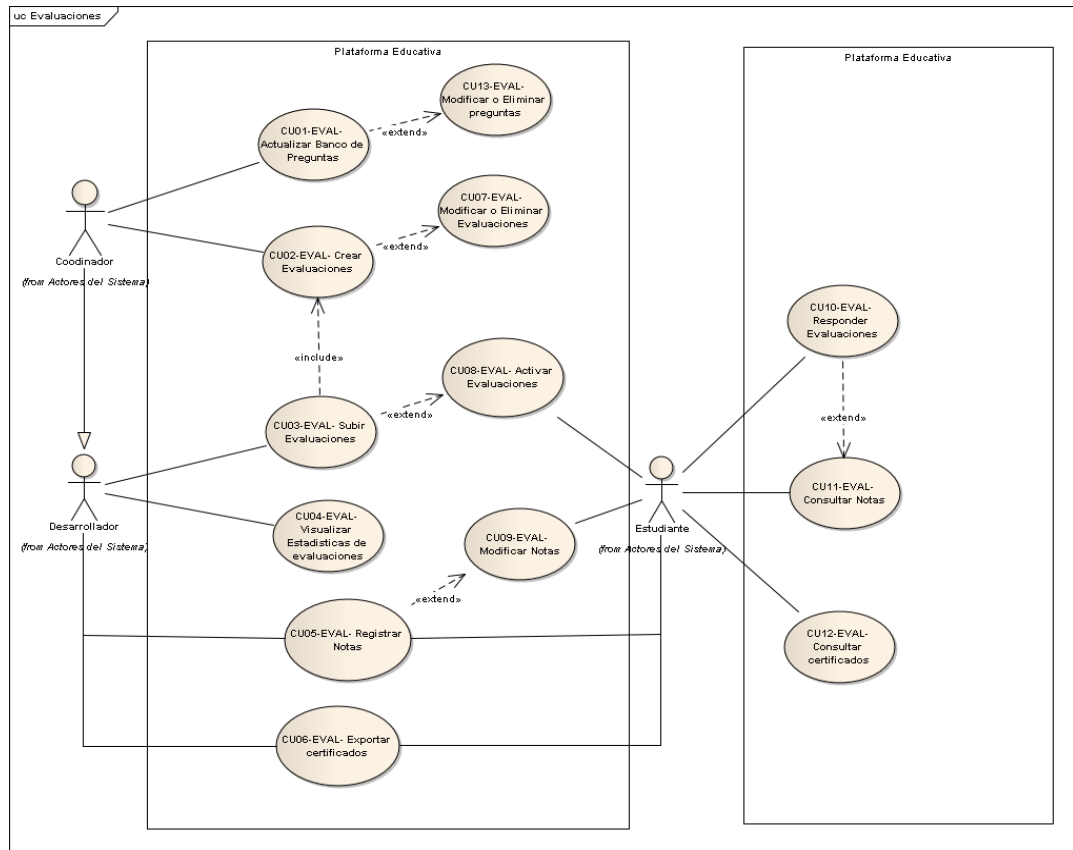 uc Evaluaciones
Plataforma Educativa
Plataforma Educativa
CU13-EVAL-
Modificar o Eliminar
preguntas
«extend»
CU01-EVAL-
Actualizar Banco de
Preguntas
CU07-EVAL-
Modificar o Eliminar
Evaluaciones
«extend»
CU02-EVAL- Crear
Evaluaciones
Coodinador
(from Actores del Sistema)
«include»
CU10-EVAL-
Responder
Evaluaciones
CU08-EVAL- Activar
Evaluaciones
«extend»
CU03-EVAL- Subir
Evaluaciones
«extend»
CU11-EVAL-
Consultar Notas
Desarrollador
(from Actores del Sistema)
CU04-EVAL-
Visualizar
Estadisticas de
evaluaciones
CU09-EVAL-
Modificar Notas
Estudiante
(from Actores del Sistema)
«extend»
CU05-EVAL- Registrar
Notas
CU12-EVAL-
Consultar
certificados
CU06-EVAL- Exportar
certificados